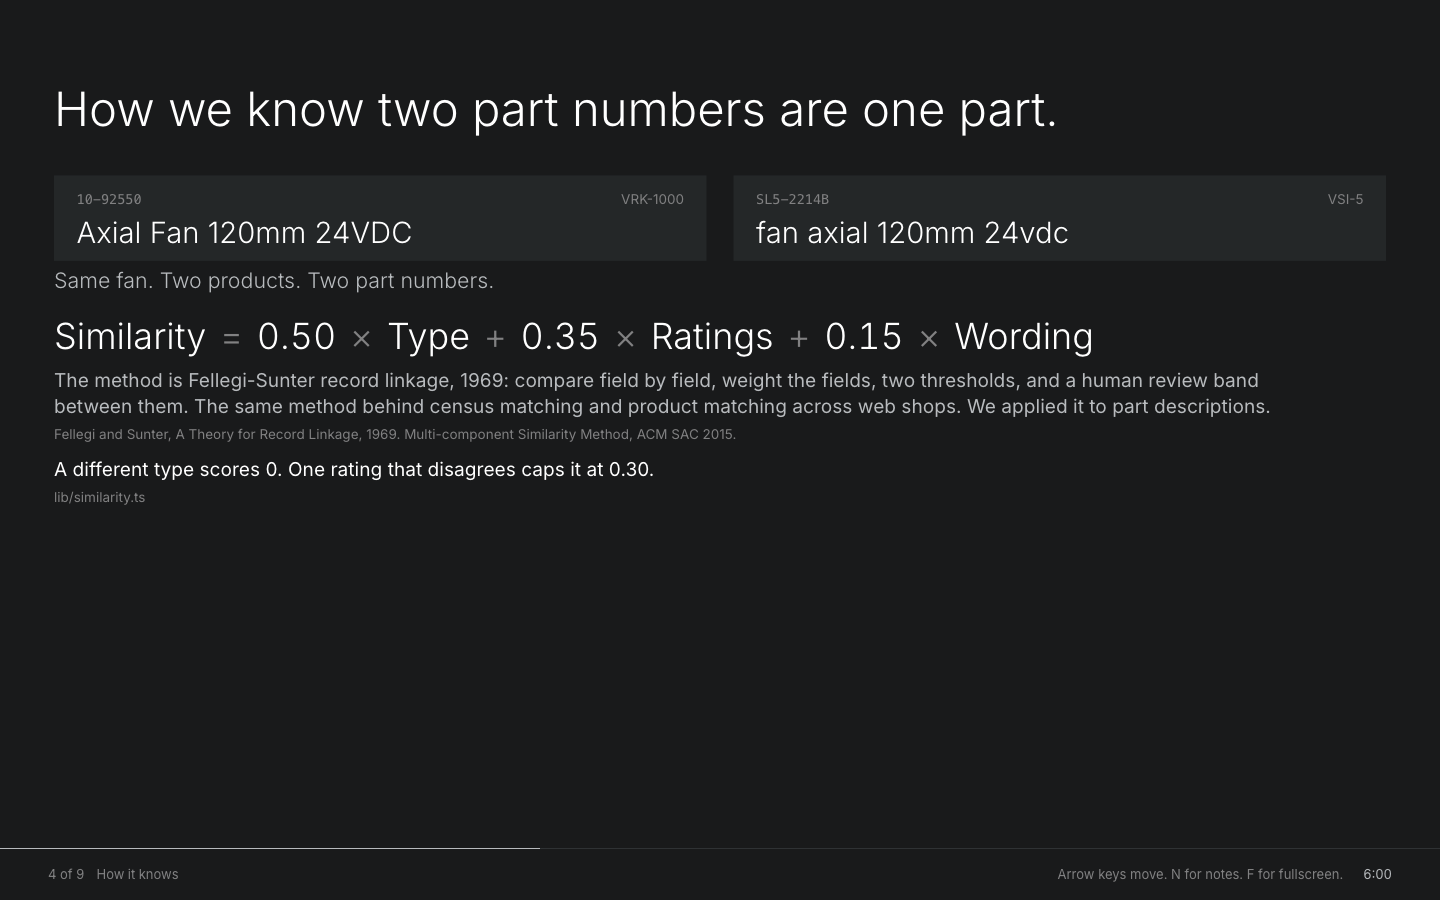 How we know two part numbers are one part.
10–92550 VRK-1000
Axial Fan 120mm 24VDC
SL5–2214B VSI-5
fan axial 120mm 24vdc
Same fan. Two products. Two part numbers.
Similarity = 0.50 × Type + 0.35 × Ratings + 0.15 × Wording
The method is Fellegi-Sunter record linkage, 1969: compare field by field, weight the fields, two thresholds, and a human review band
between them. The same method behind census matching and product matching across web shops. We applied it to part descriptions.
Fellegi and Sunter, A Theory for Record Linkage, 1969. Multi-component Similarity Method, ACM SAC 2015.
A different type scores 0. One rating that disagrees caps it at 0.30.
lib/similarity.ts
4 of 9 How it knows
Arrow keys move. N for notes. F for fullscreen. 6:00